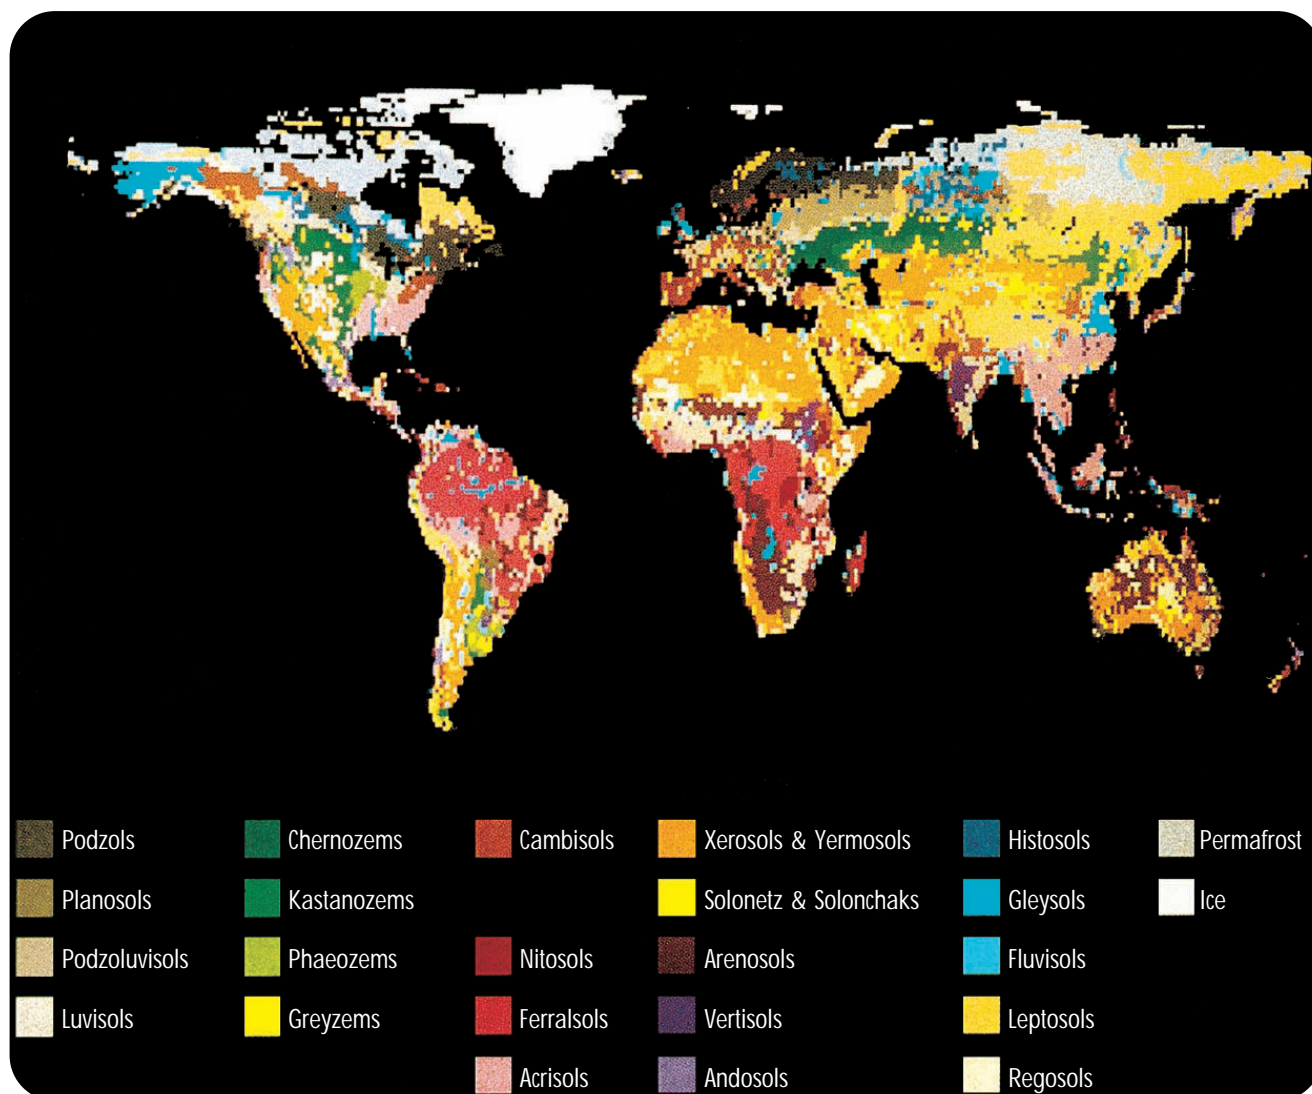 Podzols
Chernozems
Cambisols
Xerosols & Yermosols
Histosols
Permafrost
Planosols
Kastanozems
Solonetz & Solonchaks
Gleysols
Ice
Podzoluvisols
Phaeozems
Nitosols
Arenosols
Fluvisols
Luvisols
Greyzems
Ferralsols
Vertisols
Leptosols
Acrisols
Andosols
Regosols